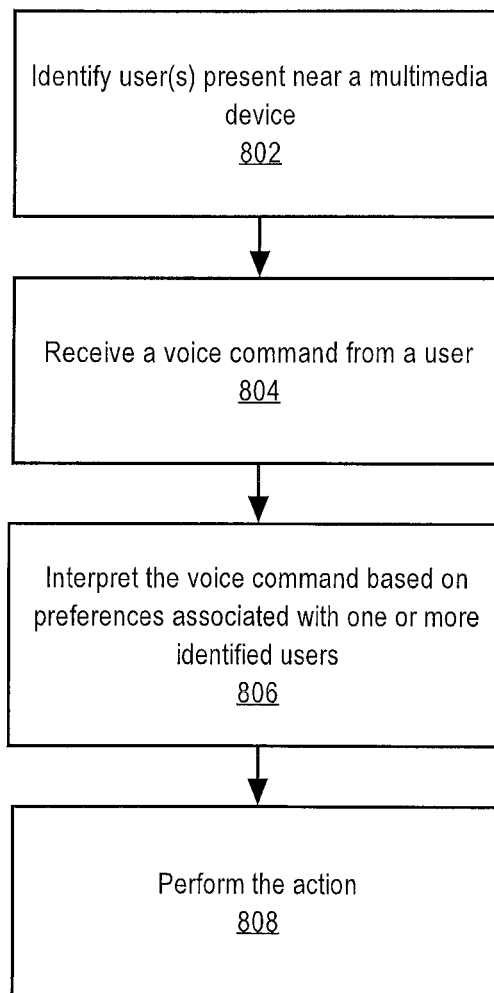 Identify user(s) present near a multimedia
device
802
Receive a voice command from a user
804
Interpret the voice command based on
preferences associated with one or more
identified users
806
Perform the action
808